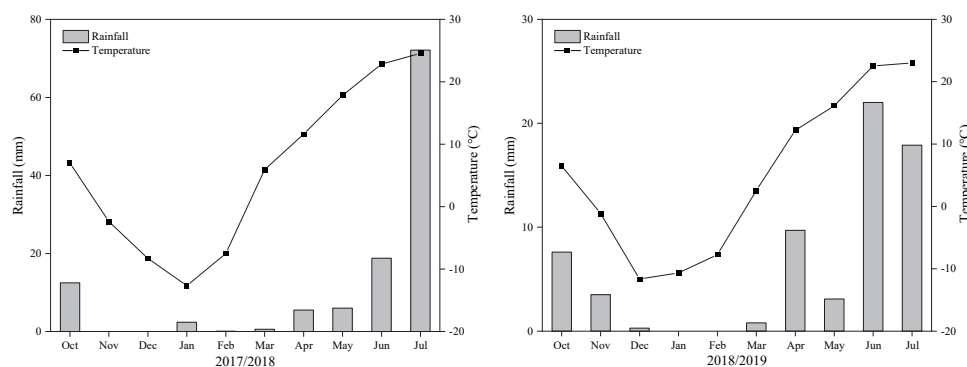 80
60
40
20
0
Rainfall (mm)
Rainfall
Temperature
30
20
10
0
-10
-20
Temperature (°C)
Oct Nov Dec Jan Feb Mar Apr May Jun Jul
2017/2018
30
20
10
0
Rainfall (mm)
Rainfall
Temperature
30
20
10
0
-10
-20
Temperature (°C)
Oct Nov Dec Jan Feb Mar Apr May Jun Jul
2018/2019